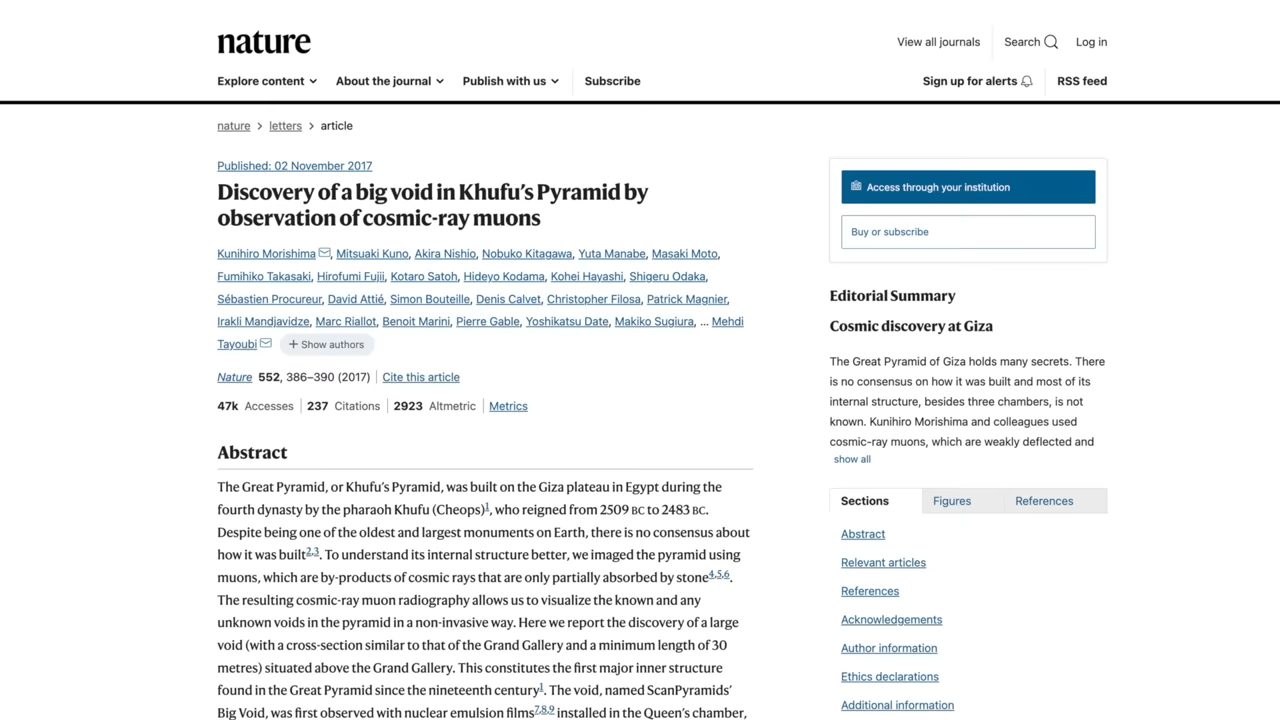 nature
View all journals
Search
Log in
Explore content
About the journal
Publish with us
Subscribe
Sign up for alerts
RSS feed
nature > letters > article
Published: 02 November 2017
Discovery of a big void in Khufu's Pyramid by
observation of cosmic-ray muons
Kunihiro Morishima, Mitsuaki Kuno, Akira Nishio, Nobuko Kitagawa, Yuta Manabe, Masaki Moto,
Fumihiko Takasaki, Hirofumi Fujii, Kotaro Satoh, Hideyo Kodama, Kohei Hayashi, Shigeru Odaka,
Sébastien Procureur, David Attié, Simon Bouteille, Denis Calvet, Christopher Filosa, Patrick Magnier,
Irakli Mandjavidze, Marc Riallot, Benoit Marini, Pierre Gable, Yoshikatsu Date, Makiko Sugiura, ... Mehdi
Tayoubi + Show authors
Nature 552, 386–390 (2017) | Cite this article
47k Accesses | 237 Citations | 2923 Altmetric | Metrics
Abstract
The Great Pyramid, or Khufu's Pyramid, was built on the Giza plateau in Egypt during the
fourth dynasty by the pharaoh Khufu (Cheops)1, who reigned from 2509 BC to 2483 BC.
Despite being one of the oldest and largest monuments on Earth, there is no consensus about
how it was built2,3. To understand its internal structure better, we imaged the pyramid using
muons, which are by-products of cosmic rays that are only partially absorbed by stone4,5,6.
The resulting cosmic-ray muon radiography allows us to visualize the known and any
unknown voids in the pyramid in a non-invasive way. Here we report the discovery of a large
void (with a cross-section similar to that of the Grand Gallery and a minimum length of 30
metres) situated above the Grand Gallery. This constitutes the first major inner structure
found in the Great Pyramid since the nineteenth century1. The void, named ScanPyramids'
Big Void, was first observed with nuclear emulsion films7,8,9 installed in the Queen's chamber,
Access through your institution
Buy or subscribe
Editorial Summary
Cosmic discovery at Giza
The Great Pyramid of Giza holds many secrets. There
is no consensus on how it was built and most of its
internal structure, besides three chambers, is not
known. Kunihiro Morishima and colleagues used
cosmic-ray muons, which are weakly deflected and
show all
Sections
Figures
References
Abstract
Relevant articles
References
Acknowledgements
Author information
Ethics declarations
Additional information